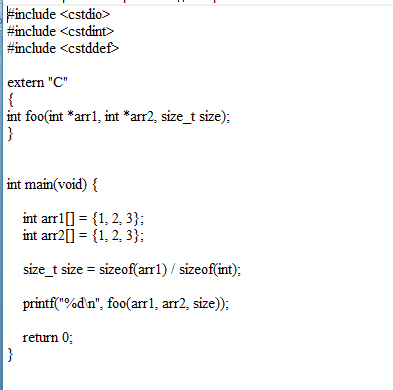 #include <cstdio>
#include <cstdint>
#include <cstddef>
extern "C"
{
int foo(int *arr1, int *arr2, size_t size);
}
int main(void) {
int arr1[] = {1, 2, 3};
int arr2[] = {1, 2, 3};
size_t size = sizeof(arr1) / sizeof(int);
printf("%d\n", foo(arr1, arr2, size));
return 0;
}